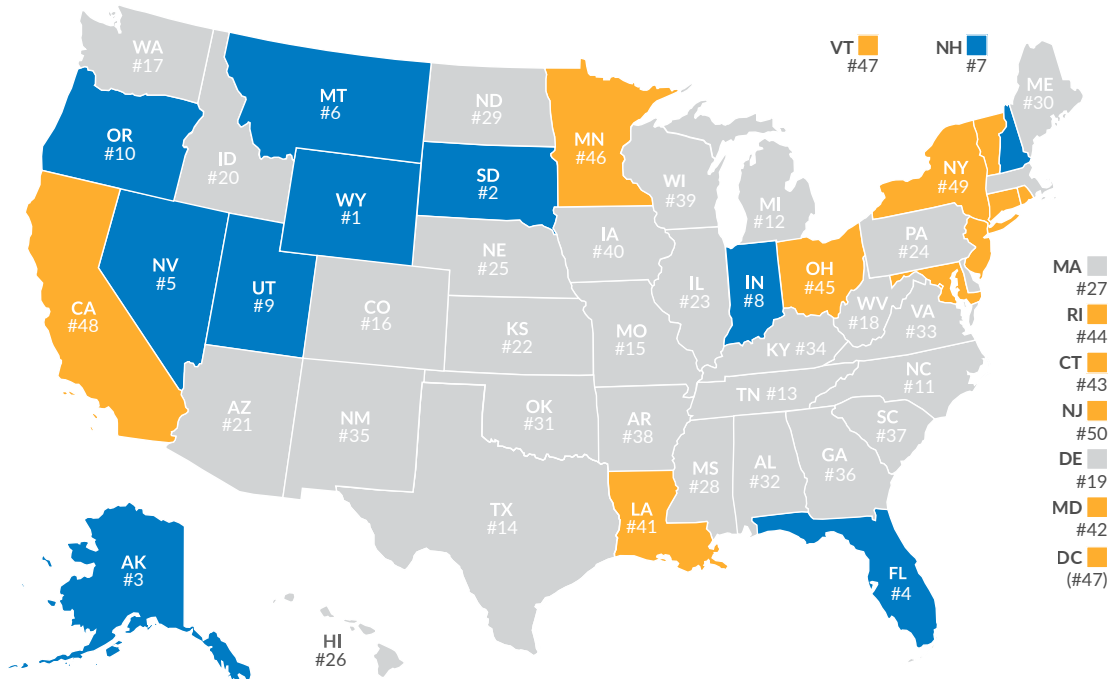 WA
#17
MT
#6
ND
#29
MN
#46
VT
#47
NH
#7
ME
#30
OR
#10
ID
#20
WY
#1
SD
#2
WI
#39
MI
#12
NY
#49
NV
#5
UT
#9
CA
#48
CO
#16
NE
#25
IA
#40
IL
#23
IN
#8
OH
#45
PA
#24
WV
#18
VA
#33
KS
#22
MO
#15
KY #34
NC
#11
TN #13
SC
#37
AZ
#21
NM
#35
OK
#31
AR
#38
MS
#28
AL
#32
GA
#36
TX
#14
LA
#41
FL
#4
AK
#3
HI
#26
MA
#27
RI
#44
CT
#43
NJ
#50
DE
#19
MD
#42
DC
(#47)